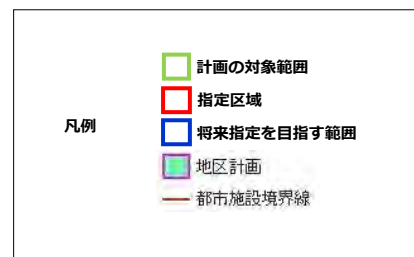 計画の対象範囲
指定区域
凡例
将来指定を目指す範囲
地区計画
都市施設境界線